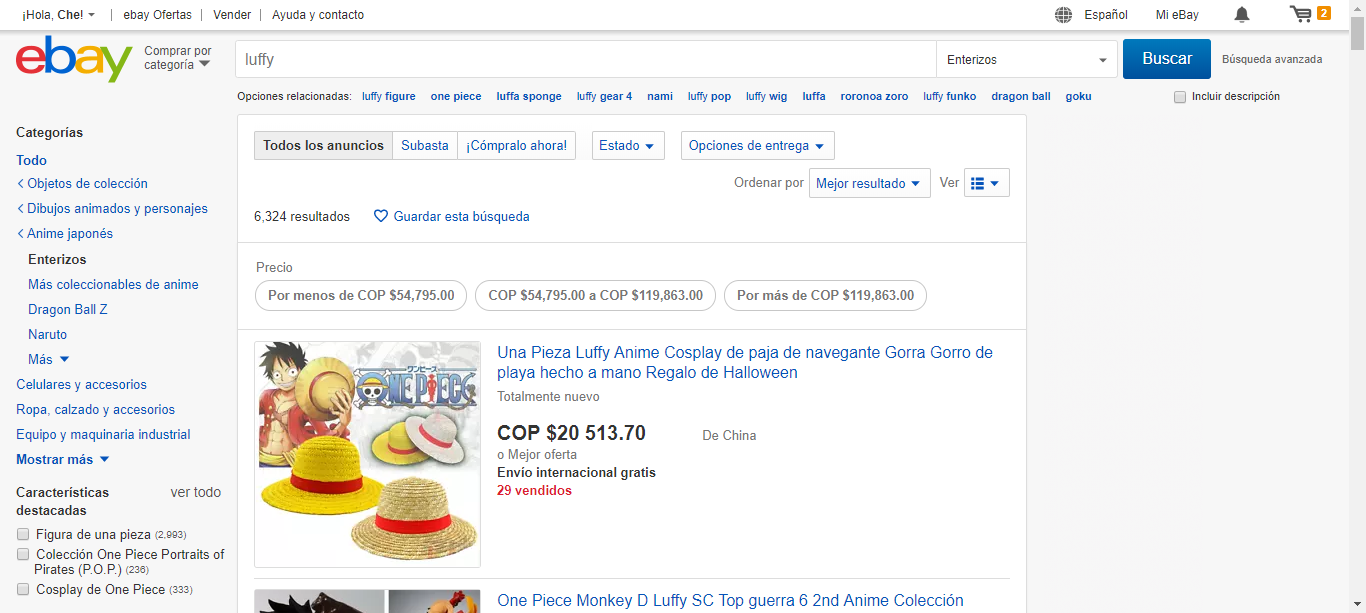 ¡Hola, Che!
ebay Ofertas
Vender
Ayuda y contacto
Español
Mi eBay
2
ebay
Comprar por
categoría
luffy
Enterizos
Buscar
Búsqueda avanzada
Opciones relacionadas: luffy figure one piece luffa sponge luffy gear 4 nami luffy pop luffy wig luffa roronoa zoro luffy funko dragon ball goku
Incluir descripción
Categorías
Todo
Objetos de colección
Dibujos animados y personajes
Anime japonés
Enterizos
Más coleccionables de anime
Dragon Ball Z
Naruto
Más
Celulares y accesorios
Ropa, calzado y accesorios
Equipo y maquinaria industrial
Mostrar más
Características
destacadas
ver todo
Figura de una pieza (2,993)
Colección One Piece Portraits of
Pirates (P.O.P.) (236)
Cosplay de One Piece (333)
Todos los anuncios
Subasta
¡Cómpralo ahora!
Estado
Opciones de entrega
Ordenar por
Mejor resultado
Ver
6,324 resultados
Guardar esta búsqueda
Precio
Por menos de COP $54,795.00
COP $54,795.00 a COP $119,863.00
Por más de COP $119,863.00
ワンピース
ONE PIECE
Una Pieza Luffy Anime Cosplay de paja de navegante Gorra Gorro de
playa hecho a mano Regalo de Halloween
Totalmente nuevo
COP $20 513.70
De China
o Mejor oferta
Envío internacional gratis
29 vendidos
One Piece Monkey D Luffy SC Top guerra 6 2nd Anime Colección